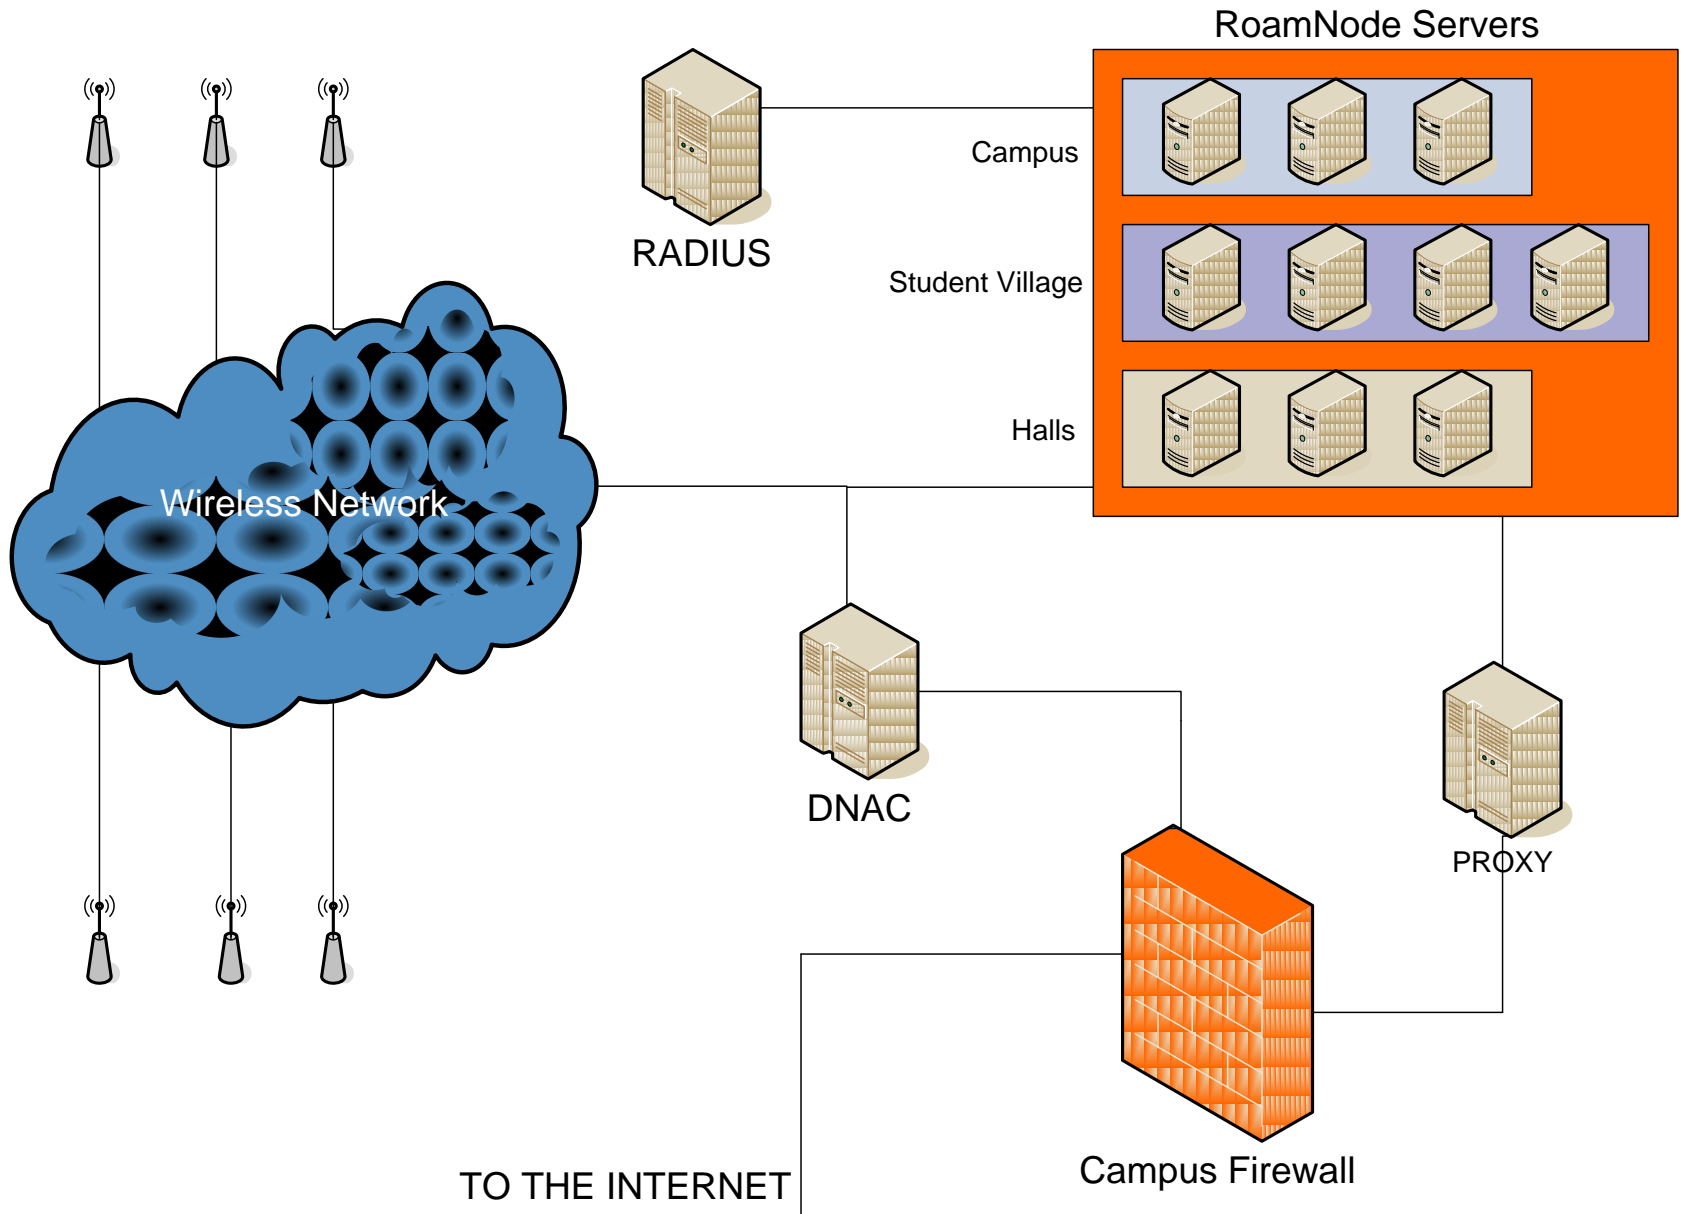 RoamNode Servers
Campus
RADIUS
Student Village
Halls
Wireless Network
DNAC
PROXY
Campus Firewall
TO THE INTERNET